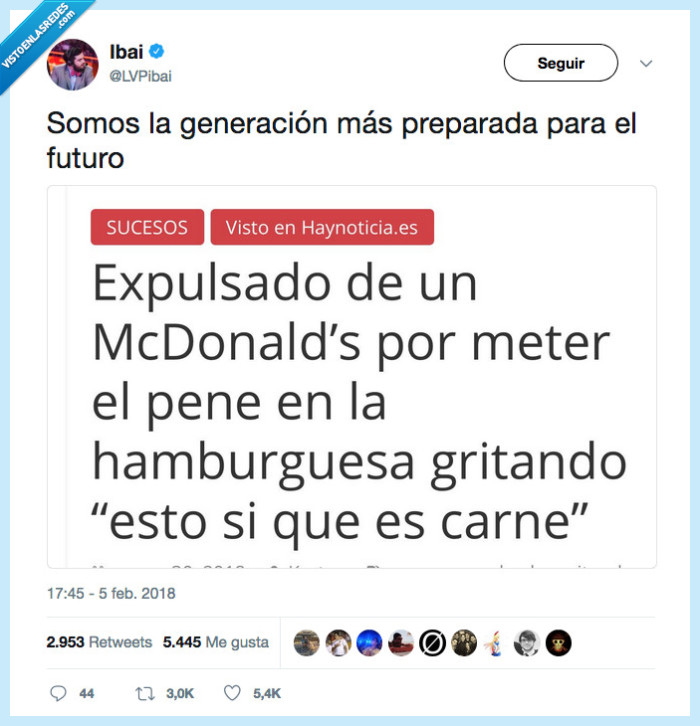 VISTOENLASREDES
.com
Ibai
@LVPibai
Seguir
Somos la generación más preparada para el
futuro
SUCESOS
Visto en Haynoticia.es
Expulsado de un
McDonald’s por meter
el pene en la
hamburguesa gritando
“esto si que es carne”
17:45 - 5 feb. 2018
2.953 Retweets 5.445 Me gusta
44 3,0K 5,4K